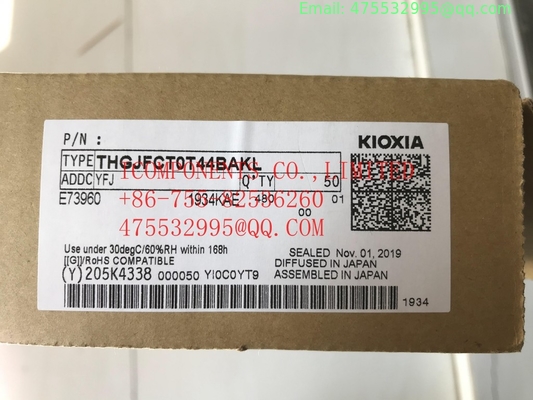 Email: 475532995@qq.com
P/N :
KIOXIA
TYPE THGJFCT0T44BAKL
ICOMPONENTS CO., LIMITED
ADDC YFJ Q'TY 50
E73960 1934KAE 480 01
00
475532995@QQ.COM
Use under 30degC/60%RH within 168h
[[G]]/RoHS COMPATIBLE
SEALED Nov. 01, 2019
DIFFUSED IN JAPAN
ASSEMBLED IN JAPAN
(Y) 205K4338 000050 YI0C0YT9
1934